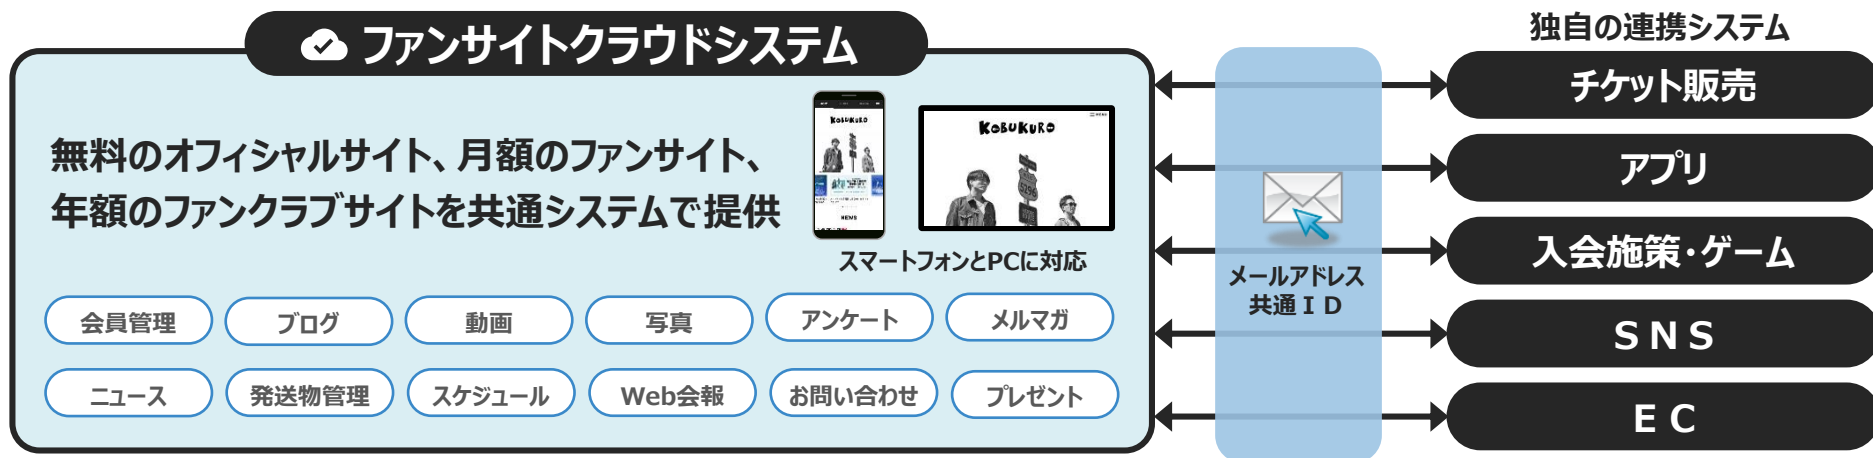 ファンサイトクラウドシステム
無料のオフィシャルサイト、月額のファンサイト、
年額のファンクラブサイトを共通システムで提供
KOBUKURO
NEWS
KOBUKURO
MENU
5296
スマートフォンとPCに対応
会員管理
ブログ
動画
写真
アンケート
メルマガ
ニュース
発送物管理
スケジュール
Web会報
お問い合わせ
プレゼント
メールアドレス
共通ID
独自の連携システム
チケット販売
アプリ
入会施策・ゲーム
SNS
EC